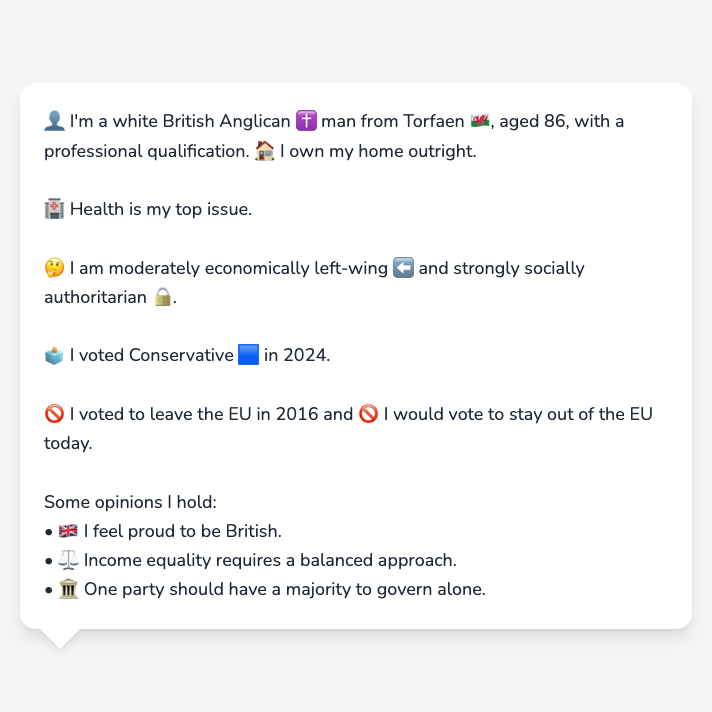 👤 I'm a white British Anglican ✝️ man from Torfaen 🏴󠁧󠁢󠁷󠁬󠁳󠁿, aged 86, with a
professional qualification. 🏠 I own my home outright.
🏥 Health is my top issue.
🤔 I am moderately economically left-wing ⬅️ and strongly socially
authoritarian 🔒.
🗳️ I voted Conservative 🟦 in 2024.
🚫 I voted to leave the EU in 2016 and 🚫 I would vote to stay out of the EU
today.
Some opinions I hold:
• 🇬🇧 I feel proud to be British.
• ⚖️ Income equality requires a balanced approach.
• 🏛️ One party should have a majority to govern alone.